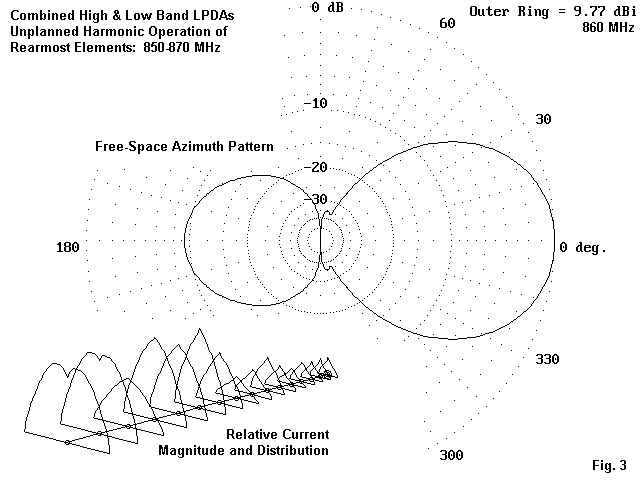 Combined High & Low Band LPDAs
Unplanned Harmonic Operation of
Rearmost Elements: 850-870 MHz
0 dB
Outer Ring = 9.77 dBi
860 MHz
60
-10
30
Free-Space Azimuth Pattern
-20
-30
180
0 deg.
330
Relative Current
Magnitude and Distribution
300
Fig. 3